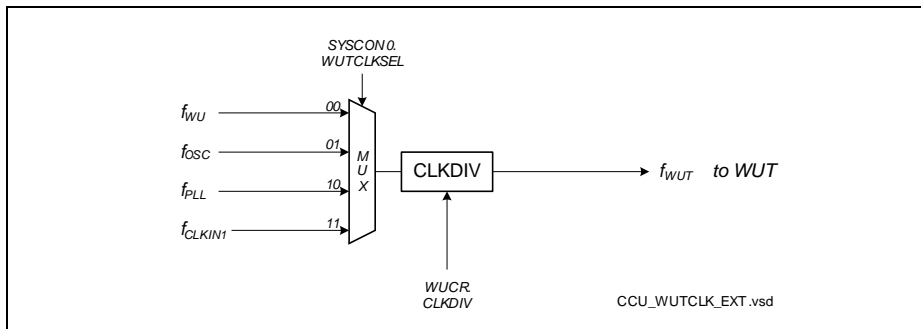 SYSCON0.
WUTCLKSEL
fWU
00
fOSC
01
fPLL
10
fCLKIN1
11
M
U
X
CLKDIV
fWUT to WUT
WUCR.
CLKDIV
CCU_WUTCLK_EXT.vsd